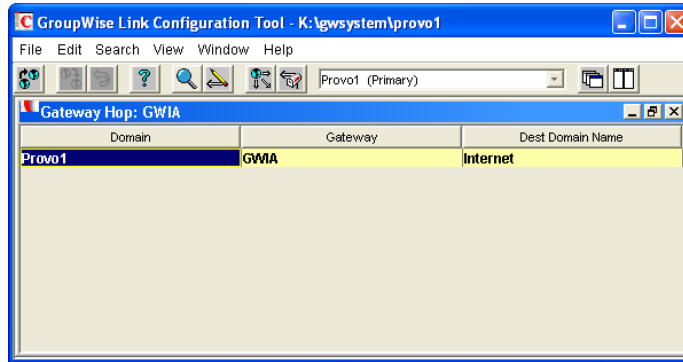 GroupWise Link Configuration Tool - K:\gwsystem\provo1
File Edit Search View Window Help
Provo1 (Primary)
Gateway Hop: GWIA
Domain Gateway Dest Domain Name
Provo1 GWIA Internet